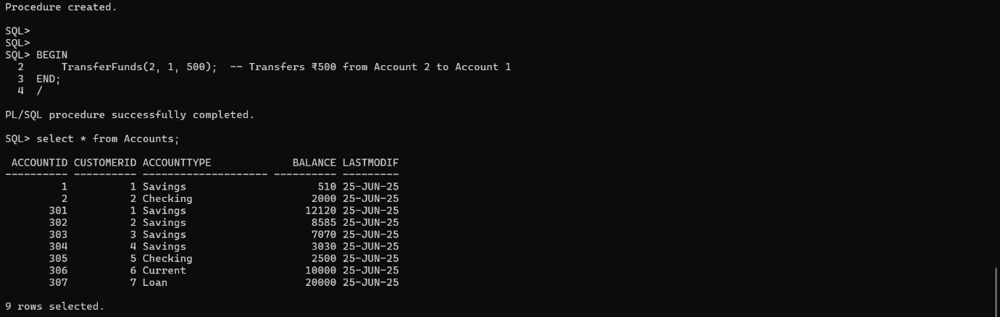 Procedure created.
SQL>
SQL>
SQL> BEGIN
  2      TransferFunds(2, 1, 500);  -- Transfers ₹500 from Account 2 to Account 1
  3  END;
  4  /
PL/SQL procedure successfully completed.
SQL> select * from Accounts;
 ACCOUNTID CUSTOMERID ACCOUNTTYPE             BALANCE LASTMODIF
---------- ---------- -------------------- ---------- ---------
         1          1 Savings                     510 25-JUN-25
         2          2 Checking                   2000 25-JUN-25
       301          1 Savings                   12120 25-JUN-25
       302          2 Savings                    8585 25-JUN-25
       303          3 Savings                    7070 25-JUN-25
       304          4 Savings                    3030 25-JUN-25
       305          5 Checking                   2500 25-JUN-25
       306          6 Current                   10000 25-JUN-25
       307          7 Loan                      20000 25-JUN-25
9 rows selected.